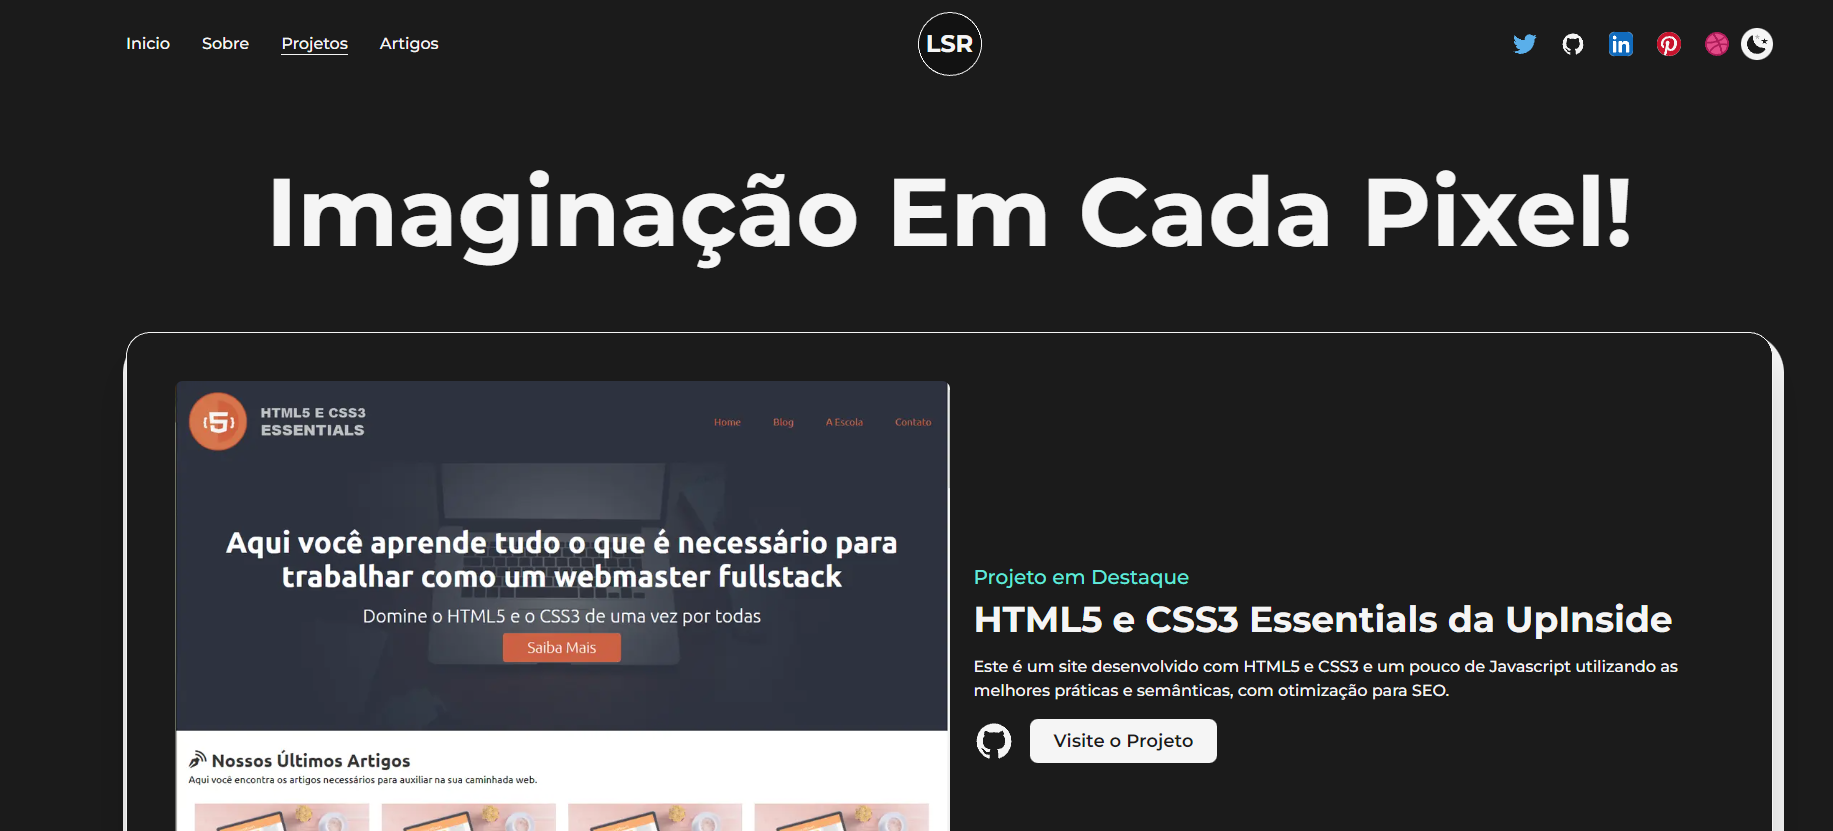 Inicio Sobre Projetos Artigos
LSR
Imaginação Em Cada Pixel!
HTML5 E CSS3
ESSENTIALS
Home Blog A Escola Contato
Aqui você aprende tudo o que é necessário para
trabalhar como um webmaster fullstack
Domine o HTML5 e o CSS3 de uma vez por todas
Saiba Mais
Nossos Últimos Artigos
Aqui você encontra os artigos necessários para auxiliar na sua caminhada web.
Projeto em Destaque
HTML5 e CSS3 Essentials da UpInside
Este é um site desenvolvido com HTML5 e CSS3 e um pouco de Javascript utilizando as
melhores práticas e semânticas, com otimização para SEO.
Visite o Projeto